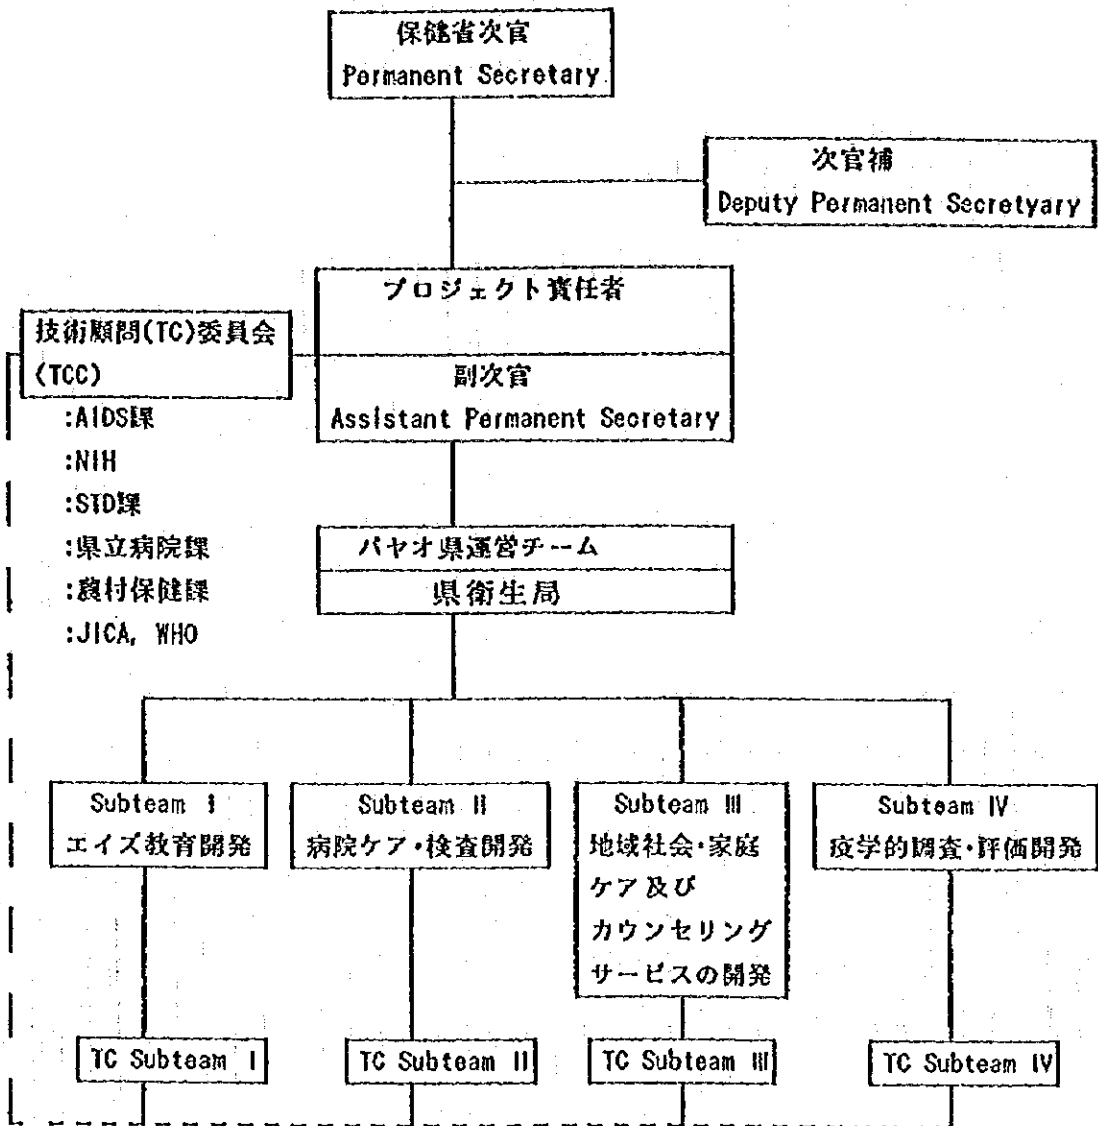 保健省次官
Permanent Secretary
次官補
Deputy Permanent Secretyary
プロジェクト責任者
技術顧問(TC)委員会
(TCC)
副次官
Assistant Permanent Secretary
:AIDS課
:NIH
:STD課
:県立病院課
:農村保健課
:JICA, WHO
パヤオ県運営チーム
県衛生局
Subteam I
エイズ教育開発
Subteam II
病院ケア・検査開発
Subteam III
地域社会・家庭
ケア及び
カウンセリング
サービスの開発
Subteam IV
疫学的調査・評価開発
TC Subteam I
TC Subteam II
TC Subteam III
TC Subteam IV